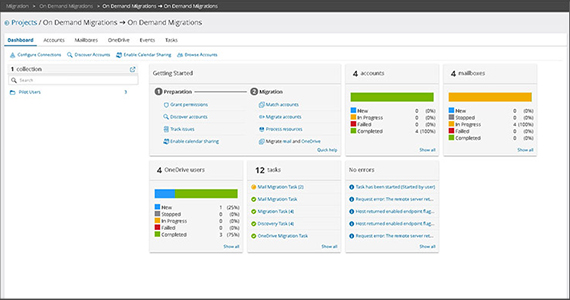 Migration > On Demand Migrations > On Demand Migrations → On Demand Migrations
Projects / On Demand Migrations → On Demand Migrations
Dashboard Accounts Mailboxes OneDrive Events Tasks
Configure Connections Discover Accounts Enable Calendar Sharing Browse Accounts
1 collection
Search
Pilot Users 3
Getting Started
1 Preparation
Grant permissions
Discover accounts
Track issues
Enable calendar sharing
2 Migration
Match accounts
Migrate accounts
Process resources
Migrate mail and OneDrive
Quick help
4 accounts
New 0 (0%)
In Progress 0 (0%)
Failed 0 (0%)
Completed 4 (100%)
Show all
4 mailboxes
New 0 (0%)
Stopped 0 (0%)
In Progress 4 (100%)
Failed 0 (0%)
Completed 0 (0%)
Show all
4 OneDrive users
New 1 (25%)
Stopped 0 (0%)
In Progress 0 (0%)
Failed 0 (0%)
Completed 3 (75%)
Show all
12 tasks
Mail Migration Task (2)
Mail Migration Task
Migration Task (4)
Discovery Task (4)
OneDrive Migration Task
Show all
No errors
Task has been started (Started by user)
Request error: The remote server ret...
Host returned enabled endpoint flag...
Request error: The remote server ret...
Host returned enabled endpoint flag...
Show all